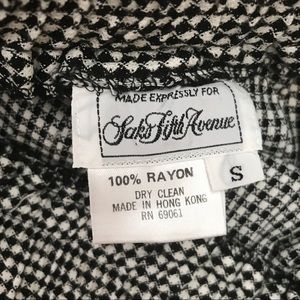 MADE EXPRESSLY FOR
Saks Fifth Avenue
S
100% RAYON
DRY CLEAN
MADE IN HONG KONG
RN 69061